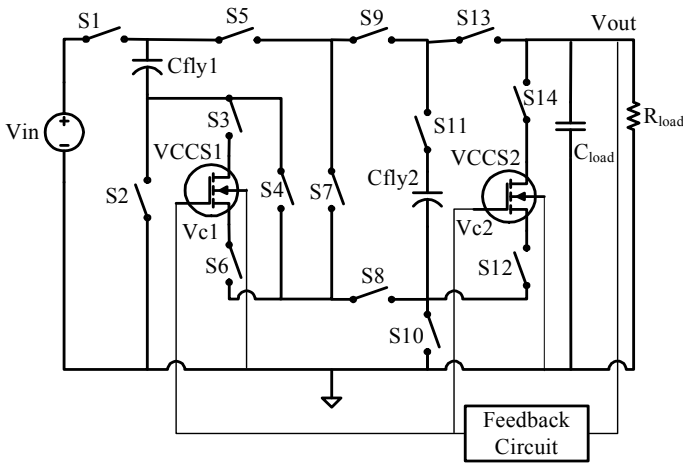 S1
S5
S9
S13
Vout
Cfly1
S3
S14
S11
Rload
VCCS1
VCCS2
Cload
Vin
+
−
S2
S4
S7
Cfly2
Vc1
Vc2
S6
S8
S12
S10
Feedback
Circuit